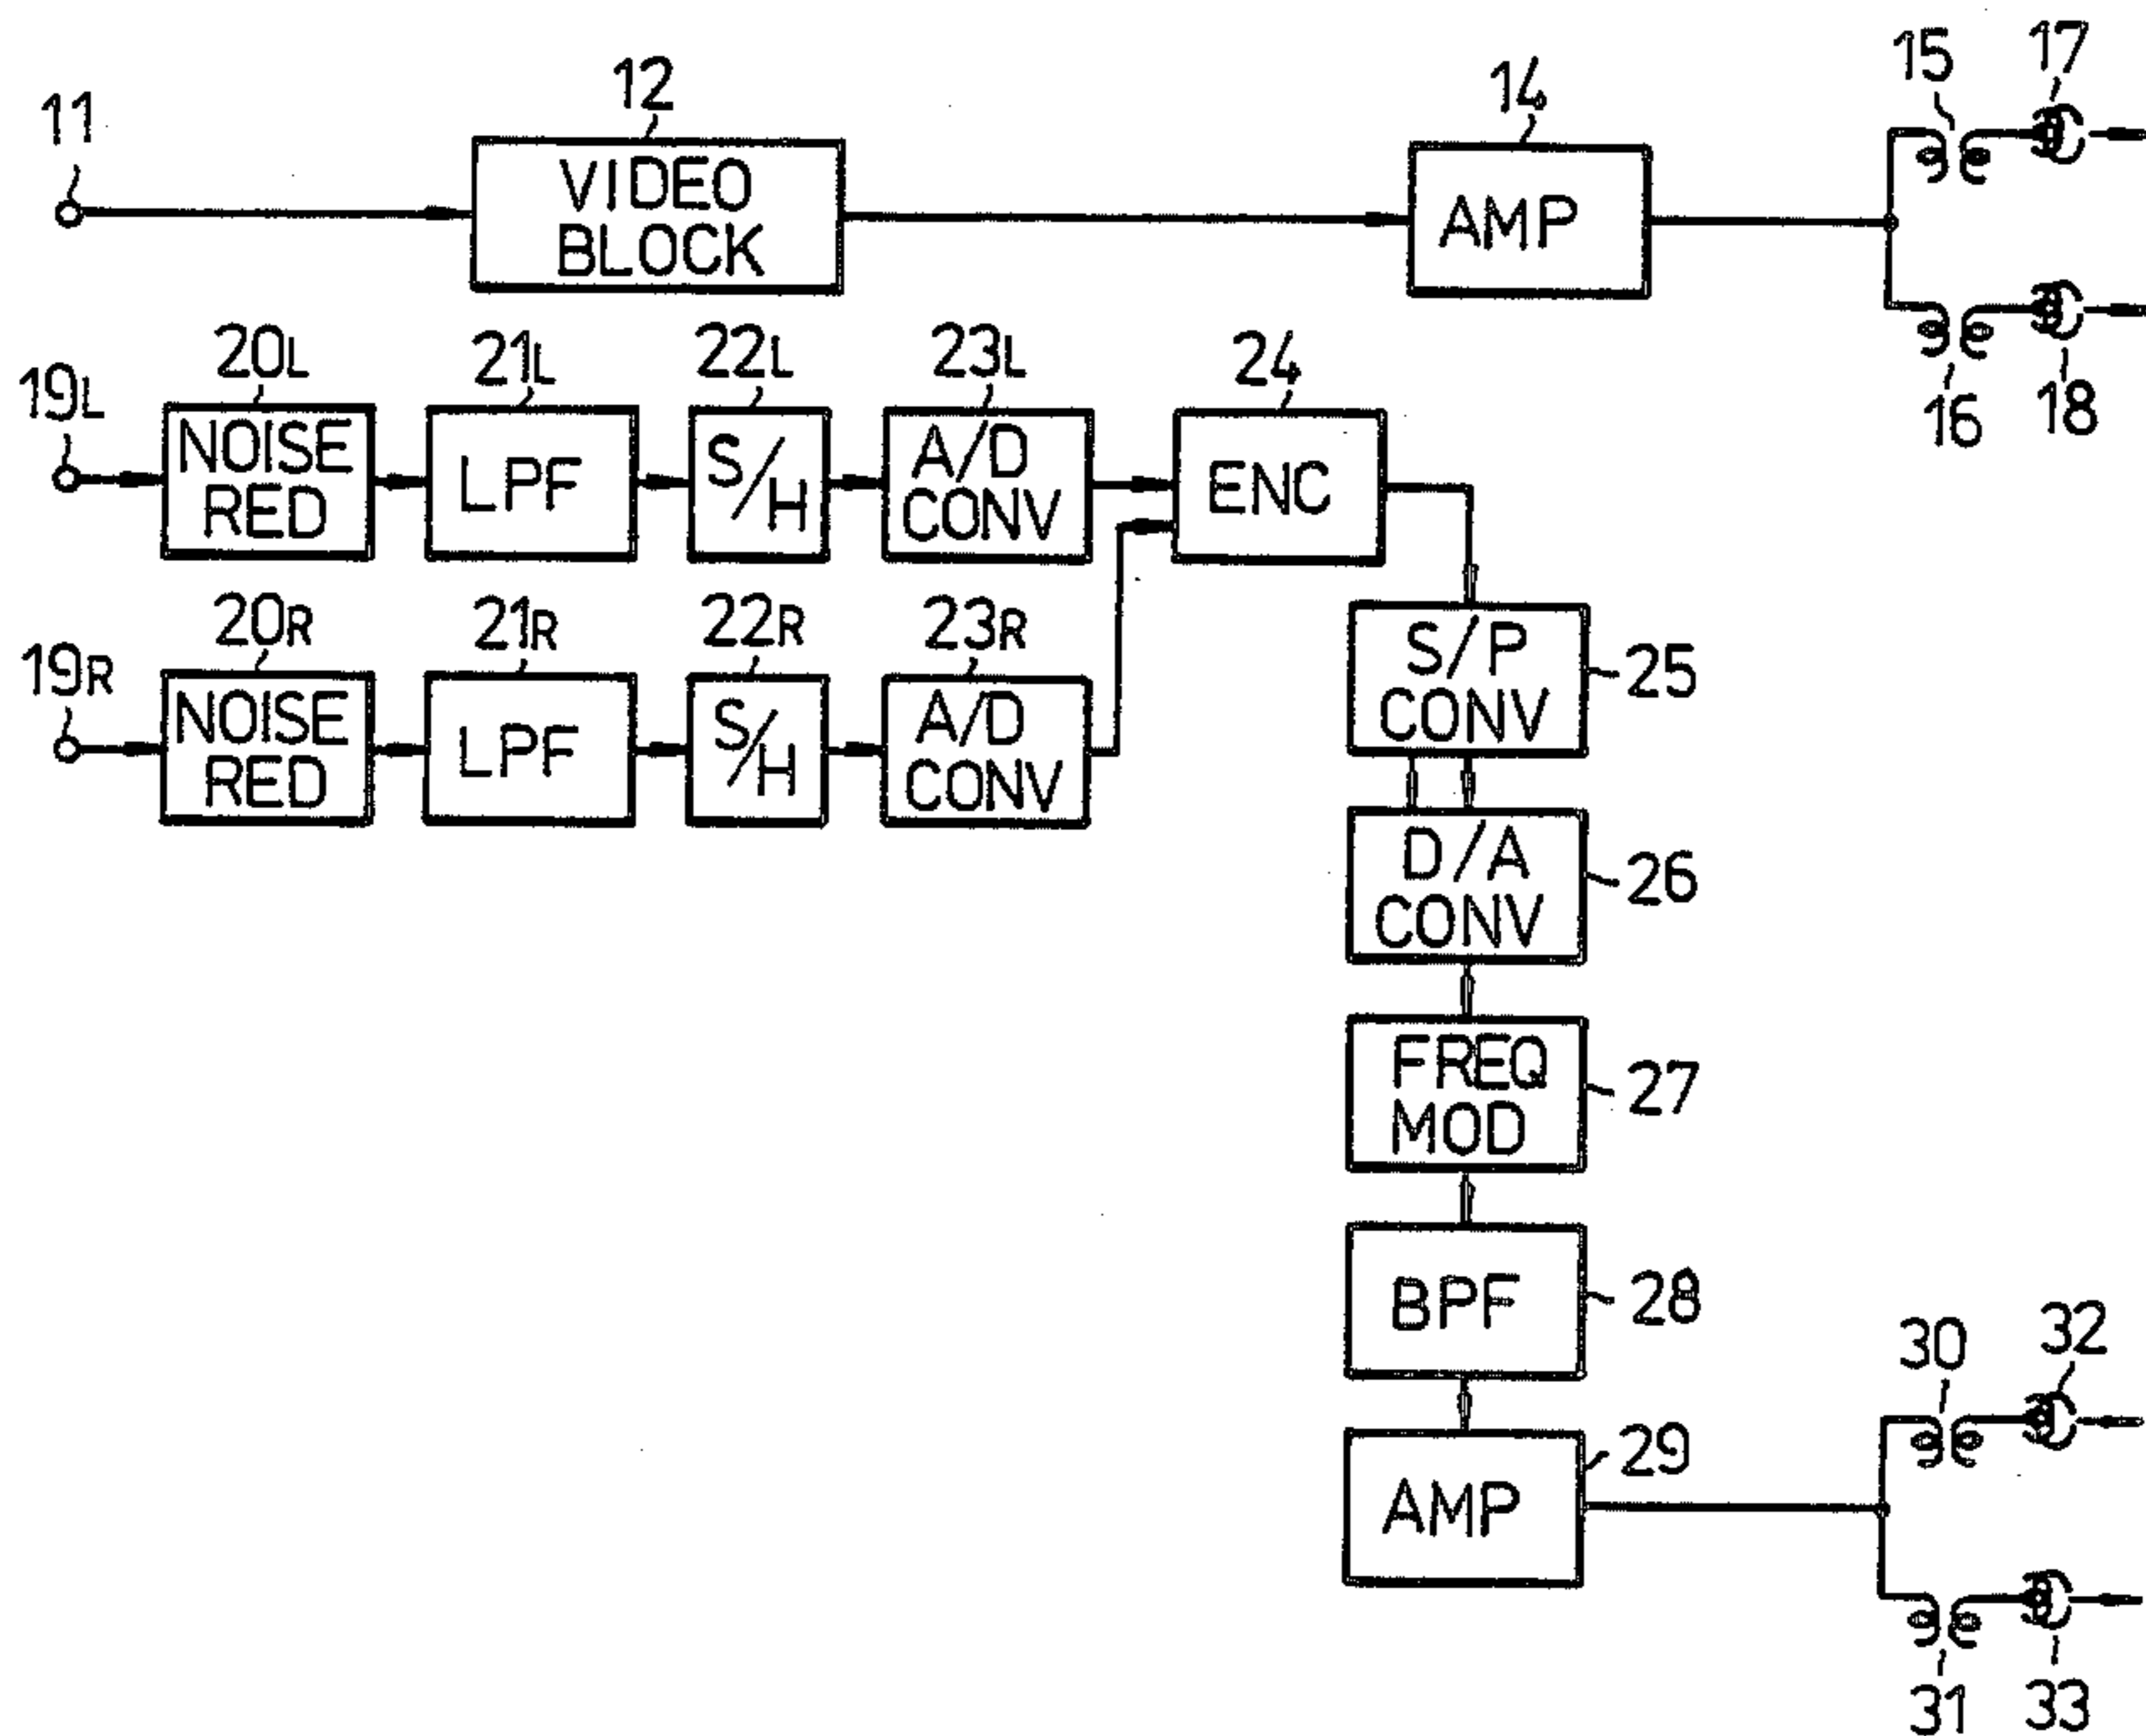 11
12
VIDEO
BLOCK
14
AMP
15
17
16
18
19L
20L
NOISE
RED
21L
LPF
22L
S/H
23L
A/D
CONV
24
ENC
19R
20R
NOISE
RED
21R
LPF
22R
S/H
23R
A/D
CONV
S/P
CONV
25
D/A
CONV
26
FREQ
MOD
27
BPF
28
AMP
29
30
32
31
33